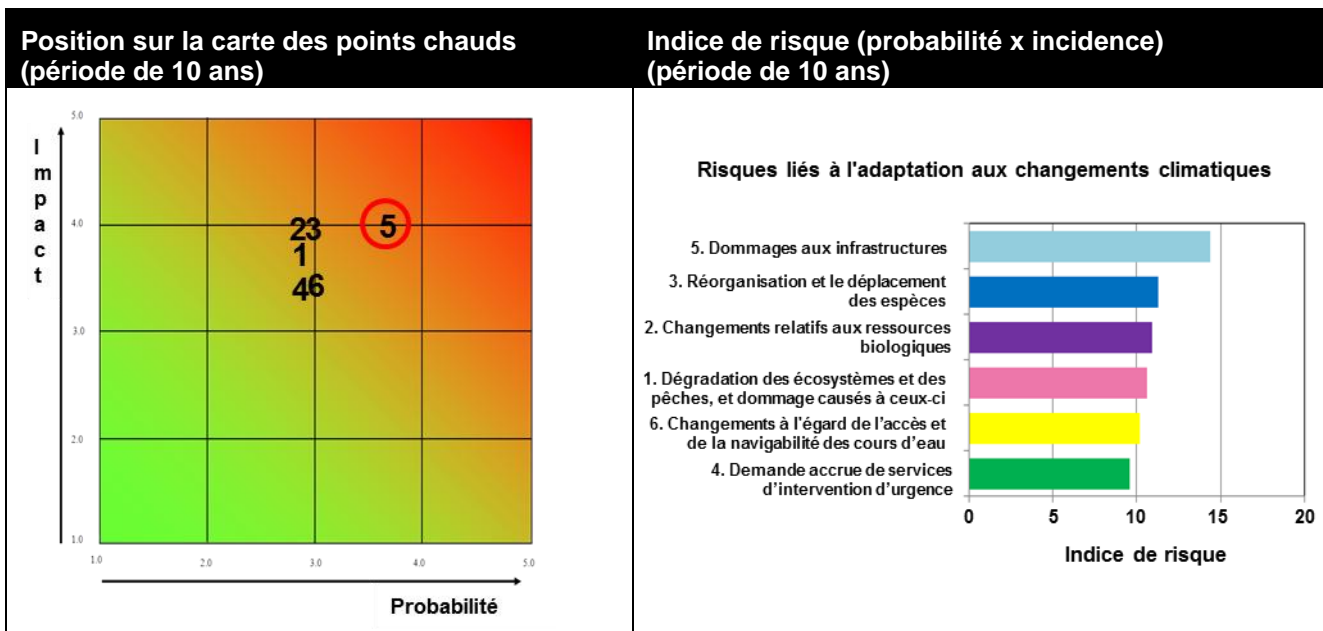 Position sur la carte des points chauds
(période de 10 ans)
Indice de risque (probabilité x incidence)
(période de 10 ans)
I
m
p
a
c
t
5.0
4.0
3.0
2.0
1.0
23
1
46
5
1.0
2.0
3.0
4.0
5.0
Probabilité
Risques liés à l'adaptation aux changements climatiques
5. Dommages aux infrastructures
3. Réorganisation et le déplacement
des espèces
2. Changements relatifs aux ressources
biologiques
1. Dégradation des écosystèmes et des
pêches, et dommage causés à ceux-ci
6. Changements à l'égard de l'accès et
de la navigabilité des cours d'eau
4. Demande accrue de services
d'intervention d'urgence
0
5
10
15
20
Indice de risque